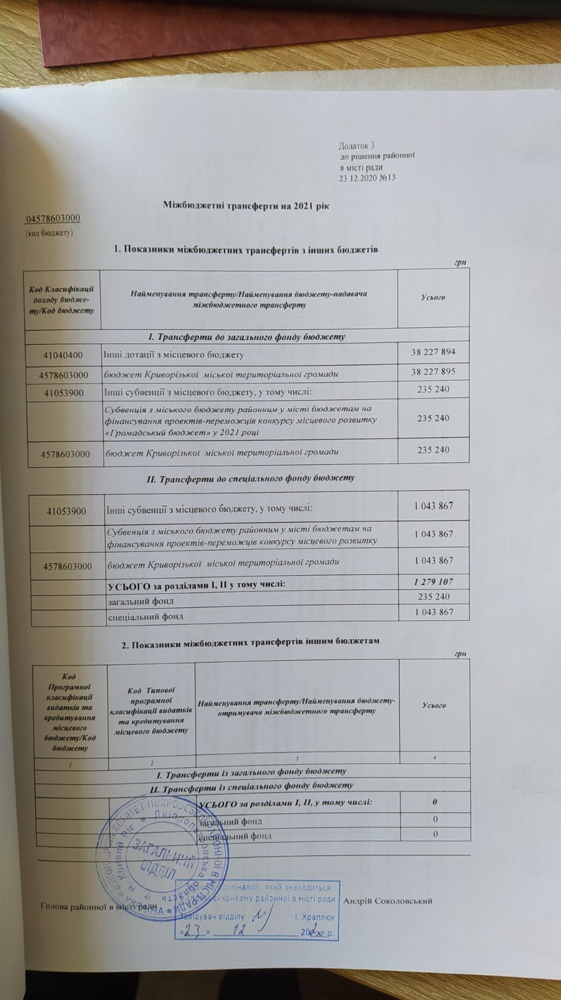 Додаток 3
до рішення районної
в місті ради
23.12.2020 №13
Міжбюджетні трансферти на 2021 рік
04578603000
(код бюджету)
1. Показники міжбюджетних трансфертів з інших бюджетів
грн
Код Класифікації
доходу бюдже-
ту/Код бюджету
Найменування трансферту/Найменування бюджету-надавача
міжбюджетного трансферту
Усього
І. Трансферти до загального фонду бюджету
41040400 Інші дотації з місцевого бюджету 38 227 894
4578603000 бюджет Криворізької міської територіальної громади 38 227 895
41053900 Інші субвенції з місцевого бюджету, у тому числі: 235 240
Субвенція з міського бюджету районним у місті бюджетам на
фінансування проектів-переможців конкурсу місцевого розвитку 235 240
«Громадський бюджет» у 2021 році
4578603000 бюджет Криворізької міської територіальної громади 235 240
ІІ. Трансферти до спеціального фонду бюджету
41053900 Інші субвенції з місцевого бюджету, у тому числі: 1 043 867
Субвенція з міського бюджету районним у місті бюджетам на
фінансування проектів-переможців конкурсу місцевого розвитку 1 043 867
4578603000 бюджет Криворізької міської територіальної громади 1 043 867
УСЬОГО за розділами І, ІІ у тому числі: 1 279 107
загальний фонд 235 240
спеціальний фонд 1 043 867
2. Показники міжбюджетних трансфертів іншим бюджетам
грн
Код
Програмної
класифікації
видатків та
кредитування
місцевого
бюджету/Код
бюджету
Код Типової
програмної
класифікації видатків
та кредитування
місцевого бюджету
Найменування трансферту/Найменування бюджету-
отримувача міжбюджетного трансферту
Усього
1 2 3 4
І. Трансферти із загального фонду бюджету
ІІ. Трансферти із спеціального фонду бюджету
УСЬОГО за розділами І, ІІ, у тому числі: 0
загальний фонд 0
спеціальний фонд 0
КОМІТЕТ ПОКРОВСЬКОЇ РАЙОННОЇ В МІСТІ РАДИ * УКРАЇНА *
м. Кривий Ріг * Дніпропетровська область *
ЗАГАЛЬНИЙ
ВІДДІЛ
оригіналом, який знаходиться
виконкому районної в місті ради
Голова районної в місті ради Андрій Соколовський
Завідувач відділу І. Храплюк
«23» 12 2020 р.